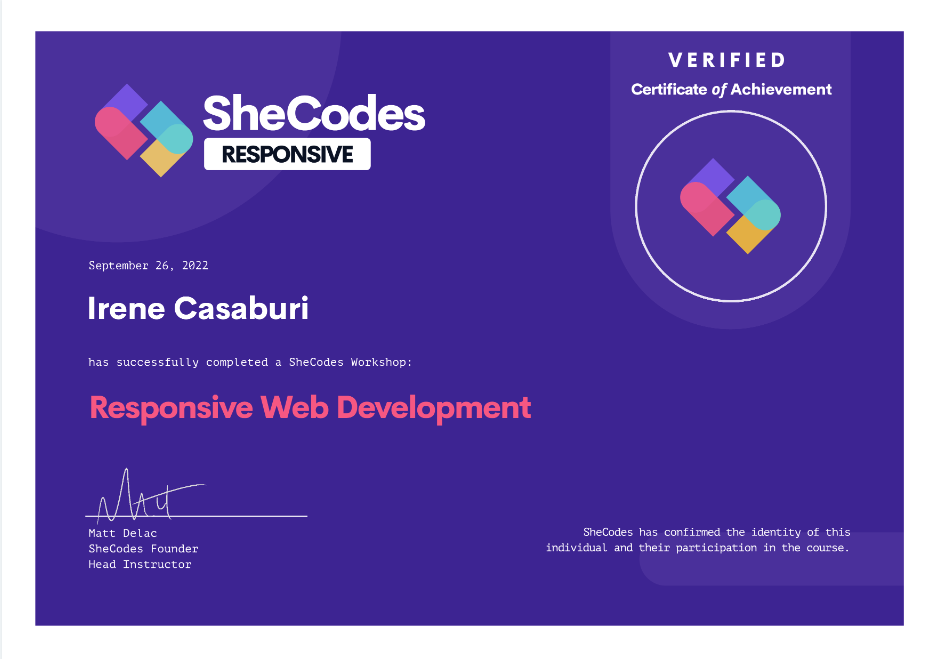 VERIFIED
Certificate of Achievement
SheCodes
RESPONSIVE
September 26, 2022
Irene Casaburi
has successfully completed a SheCodes Workshop:
Responsive Web Development
Matt
Matt Delac
SheCodes Founder
Head Instructor
SheCodes has confirmed the identity of this
individual and their participation in the course.